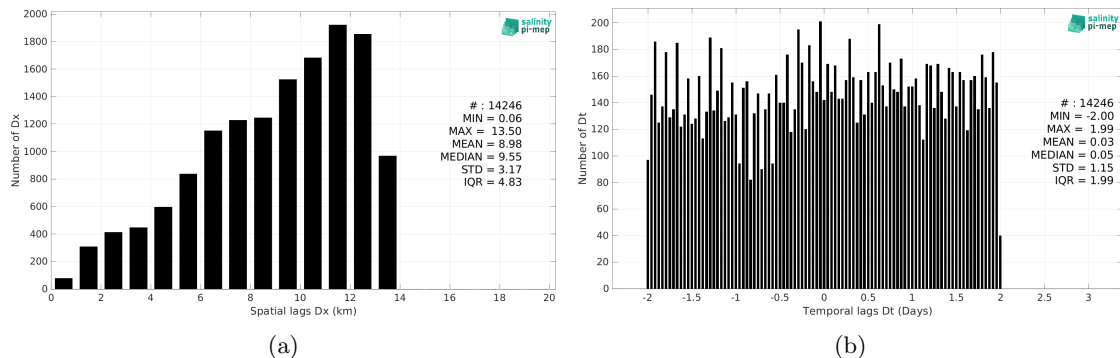 2000
1800
1600
1400
1200
1000
800
600
400
200
0
Number of Dx
0 2 4 6 8 10 12 14 16 18 20
Spatial lags Dx (km)
salinity
pi-mep
# : 14246
MIN = 0.06
MAX = 13.50
MEAN = 8.98
MEDIAN = 9.55
STD = 3.17
IQR = 4.83
(a)
200
180
160
140
120
100
80
60
40
20
0
Number of Dt
-2 -1.5 -1 -0.5 0 0.5 1 1.5 2 2.5 3
Temporal lags Dt (Days)
salinity
pi-mep
# : 14246
MIN = -2.00
MAX = 1.99
MEAN = 0.03
MEDIAN = 0.05
STD = 1.15
IQR = 1.99
(b)